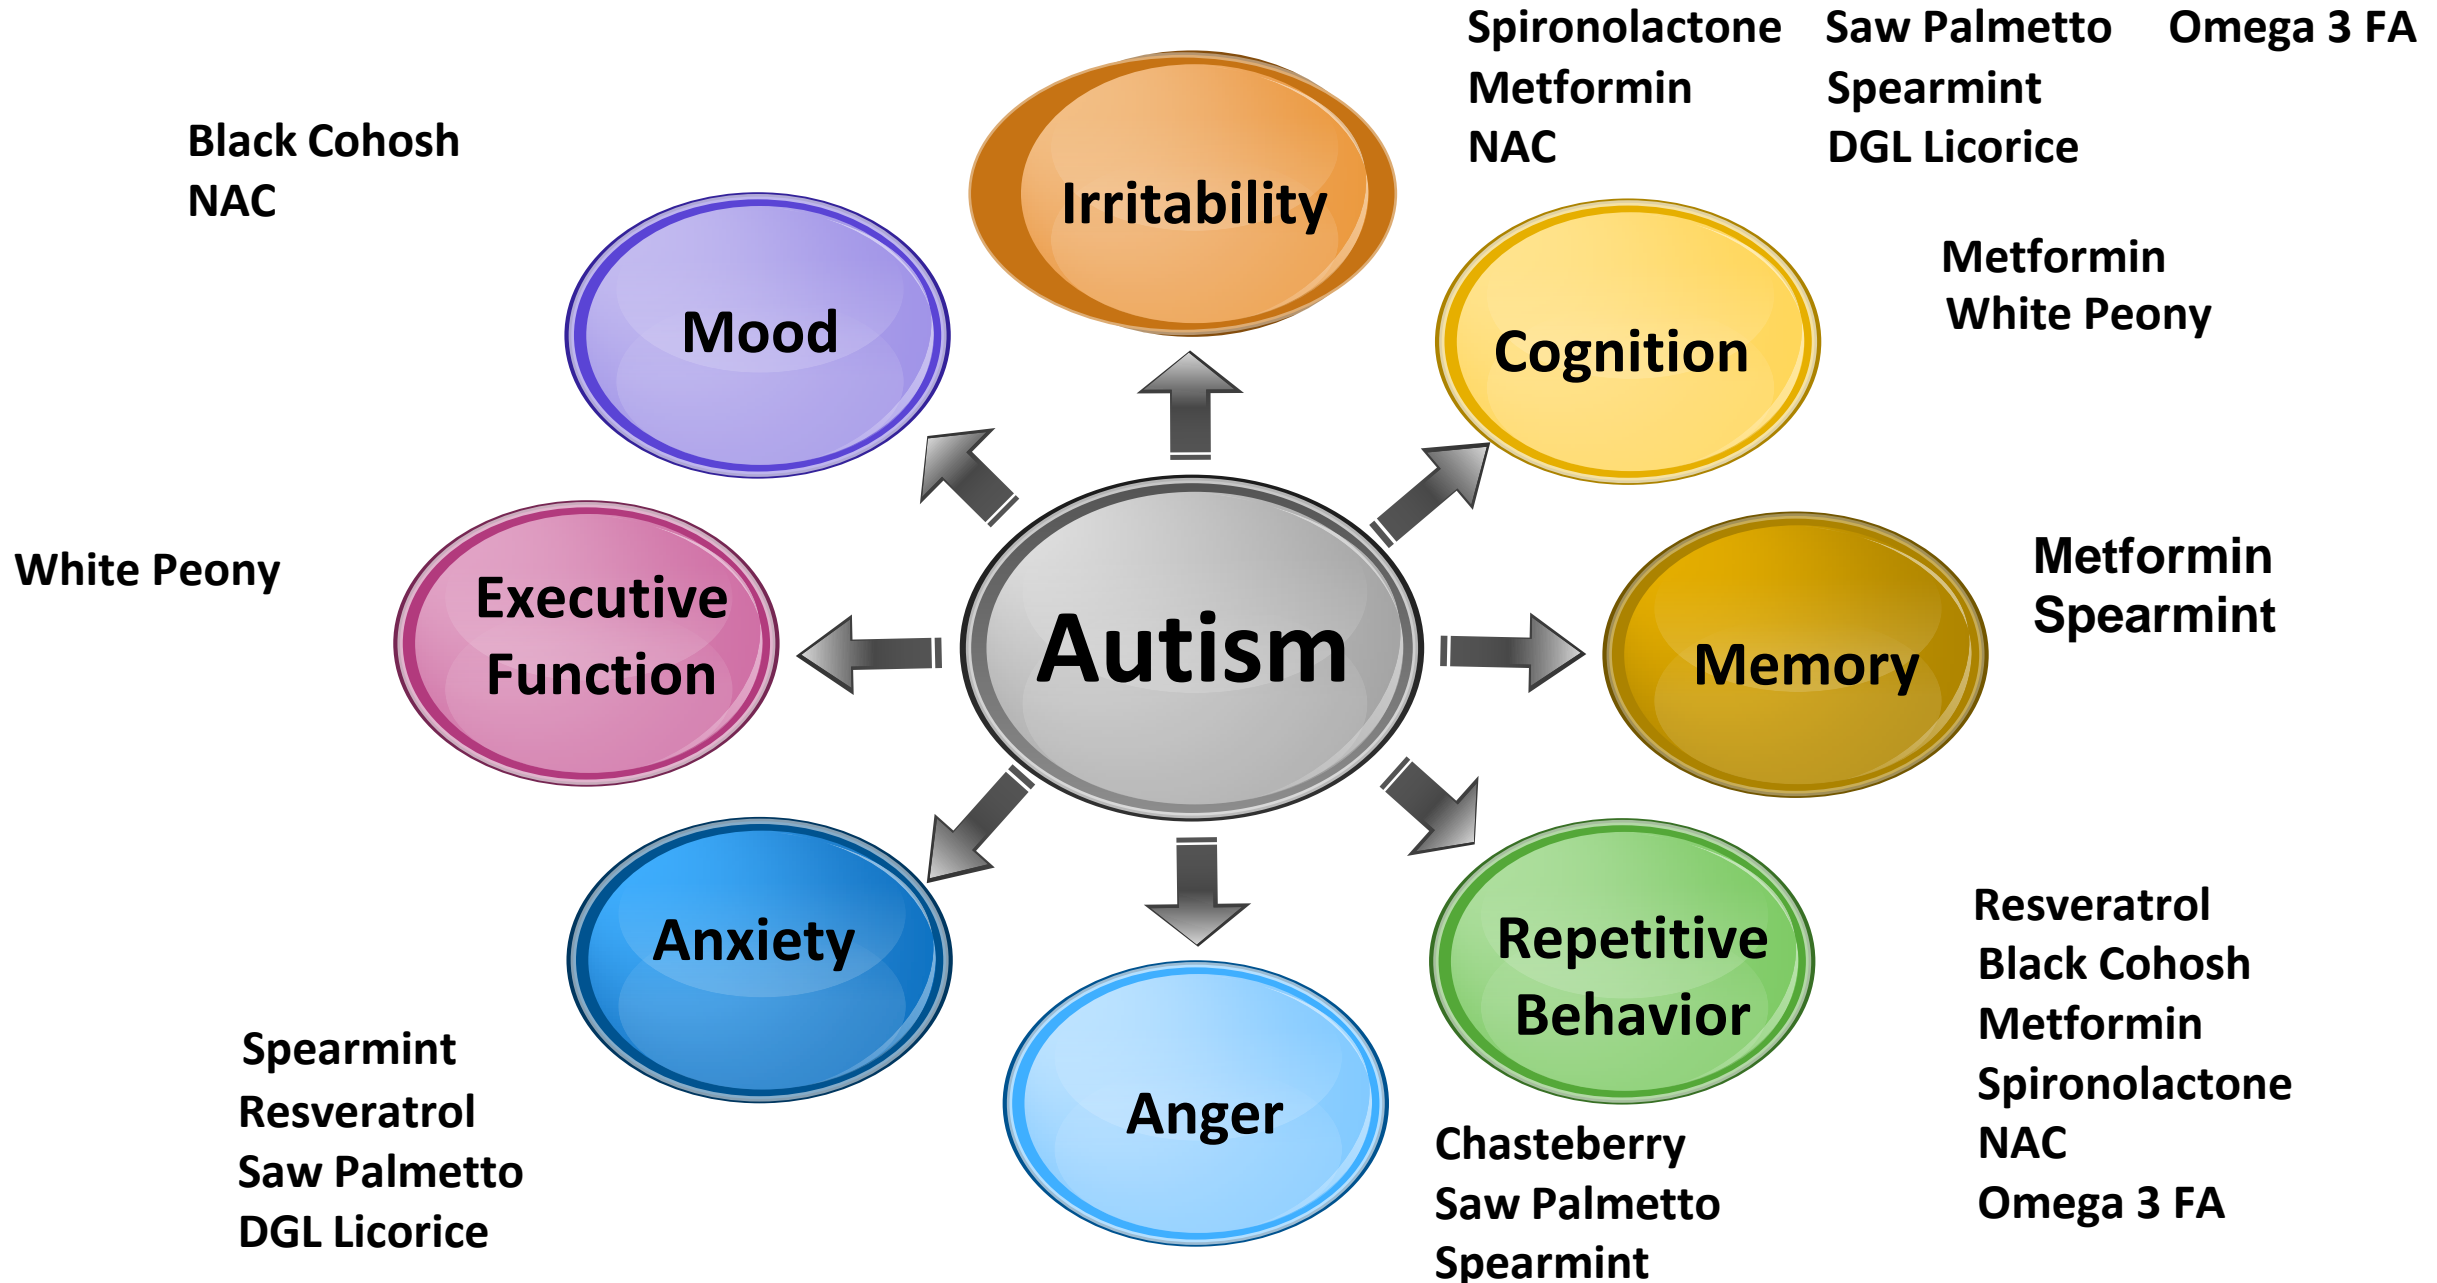 Spironolactone
Metformin
NAC
Saw Palmetto
Spearmint
DGL Licorice
Omega 3 FA
Black Cohosh
NAC
Irritability
Mood
Cognition
Metformin
White Peony
White Peony
Executive
Function
Autism
Memory
Metformin
Spearmint
Anxiety
Spearmint
Resveratrol
Saw Palmetto
DGL Licorice
Anger
Repetitive
Behavior
Chasteberry
Saw Palmetto
Spearmint
Resveratrol
Black Cohosh
Metformin
Spironolactone
NAC
Omega 3 FA